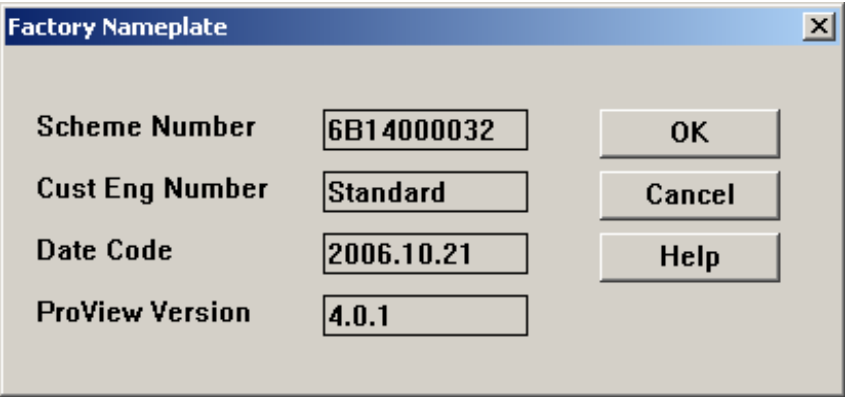 Factory Nameplate
Scheme Number 6B14000032 OK
Cust Eng Number Standard Cancel
Date Code 2006.10.21 Help
ProView Version 4.0.1